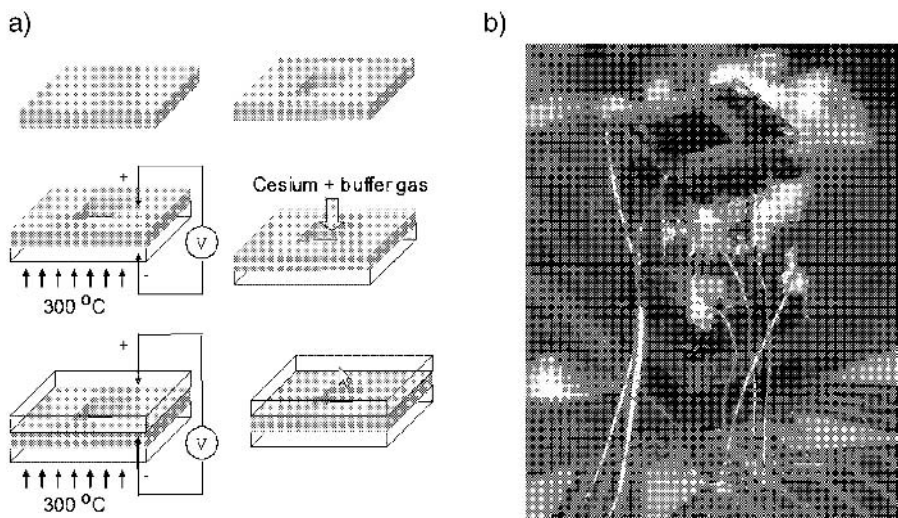 a)
b)
+
V
-
300 °C
Cesium + buffer gas
+
V
-
300 °C